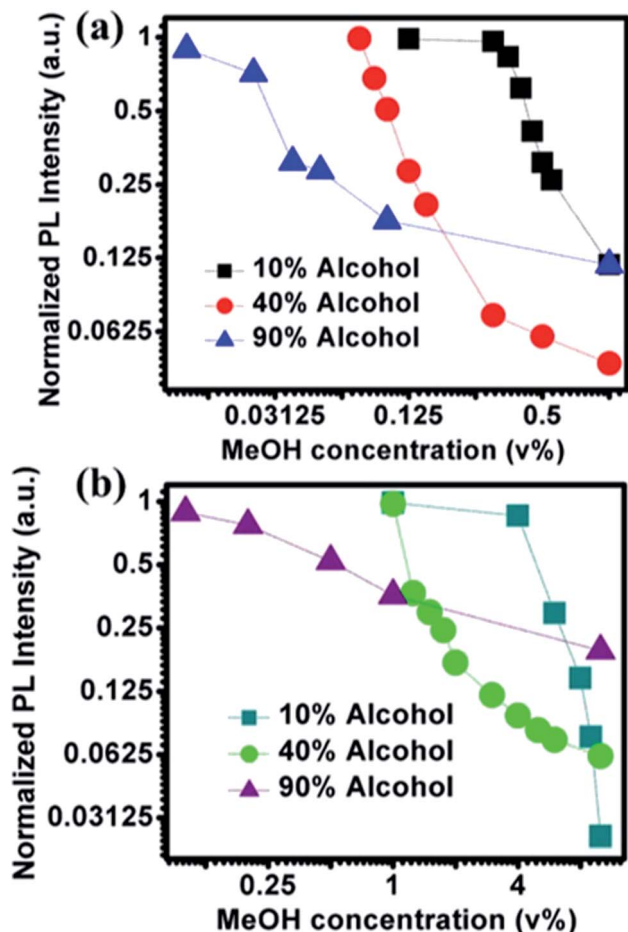 (a)
Normalized PL Intensity (a.u.)
1
0.5
0.25
0.125
0.0625
10% Alcohol
40% Alcohol
90% Alcohol
0.03125 0.125 0.5
MeOH concentration (v%)
(b)
Normalized PL Intensity (a.u.)
1
0.5
0.25
0.125
0.0625
0.03125
10% Alcohol
40% Alcohol
90% Alcohol
0.25 1 4
MeOH concentration (v%)